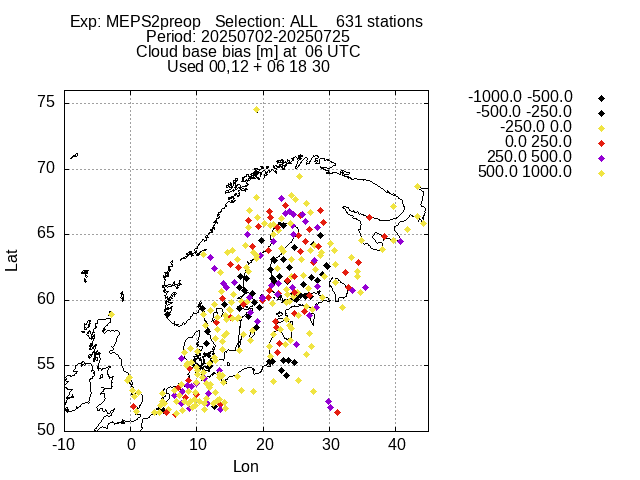 Exp: MEPS2preop   Selection: ALL    631 stations
Period: 20250702-20250725
Cloud base bias [m] at  06 UTC
Used 00,12 + 06 18 30
-1000.0 -500.0
-500.0 -250.0
-250.0 0.0
0.0 250.0
250.0 500.0
500.0 1000.0
75
70
65
60
55
50
Lat
-10 0 10 20 30 40
Lon